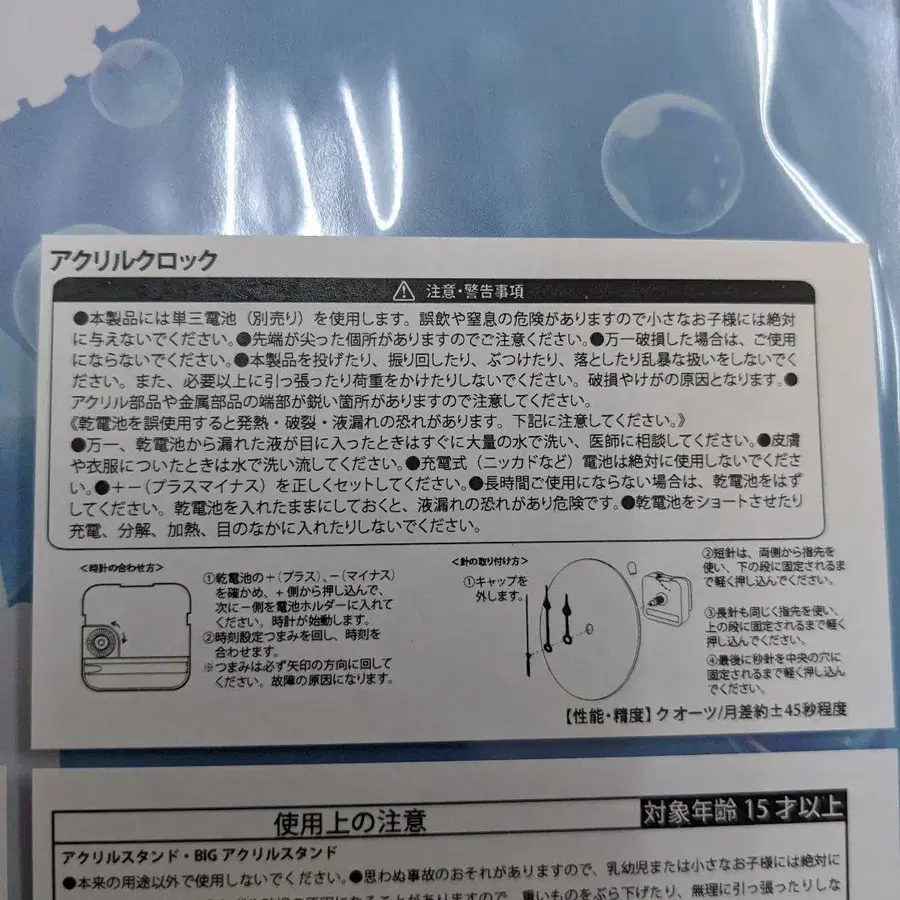 アクリルクロック
注意・警告事項
●本製品には単三電池（別売り）を使用します。誤飲や窒息の危険がありますので小さなお子様には絶対
に与えないでください。●先端が尖った個所がありますのでご注意ください。●万一破損した場合は、ご使用
にならないでください。●本製品を投げたり、振り回したり、ぶつけたり、落としたり乱暴な扱いをしないでく
ださい。また、必要以上に引っ張ったり荷重をかけたりしないでください。破損やけがの原因となります。●
アクリル部品や金属部品の端部が鋭い箇所がありますので注意してください。
《乾電池を誤使用すると発熱・破裂・液漏れの恐れがあります。下記に注意してください。》
●万一、乾電池から漏れた液が目に入ったときはすぐに大量の水で洗い、医師に相談してください。●皮膚
や衣服についたときは水で洗い流してください。●充電式（ニッカドなど）電池は絶対に使用しないでくださ
い。●＋－（プラスマイナス）を正しくセットしてください。●長時間ご使用にならない場合は、乾電池をはず
してください。乾電池を入れたままにしておくと、液漏れの恐れがあり危険です。●乾電池をショートさせたり
充電、分解、加熱、目のなかに入れたりしないでください。
＜時計の合わせ方＞
①乾電池の＋（プラス）、－（マイナス）
を確かめ、＋側から押し込んで、
次に－側を電池ホルダーに入れて
ください。時計が始動します。
②時刻設定つまみを回し、時刻を
合わせます。
※つまみは必ず矢印の方向に回して
ください。故障の原因になります。
＜針の取り付け方＞
①キャップを
外します。
②短針は、両側から指先を
使い、下の段に固定されるま
で軽く押し込んでください。
③長針も同じく指先を使い、
上の段に固定されるまで軽く
押し込んでください。
④最後に秒針を中央の穴に
固定されるまで軽く押し込ん
でください。
【性能・精度】クオーツ/月差約±45秒程度
使用上の注意
対象年齢15才以上
アクリルスタンド・BIGアクリルスタンド
●本来の用途以外で使用しないでください。●思わぬ事故のおそれがありますので、乳幼児または小さなお子様には絶対に